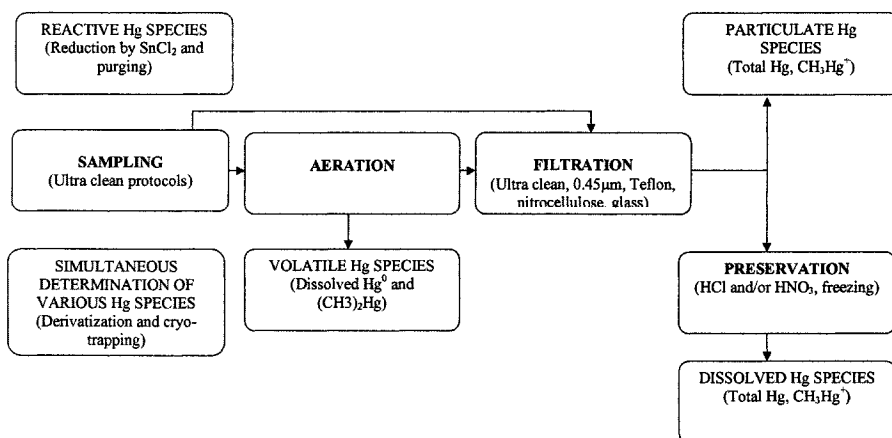 REACTIVE Hg SPECIES
(Reduction by SnCl₂ and
purging)
PARTICULATE Hg
SPECIES
(Total Hg, CH₃Hg⁺)
SAMPLING
(Ultra clean protocols)
AERATION
FILTRATION
(Ultra clean, 0.45µm, Teflon,
nitrocellulose, glass)
SIMULTANEOUS
DETERMINATION OF
VARIOUS Hg SPECIES
(Derivatization and cryo-
trapping)
VOLATILE Hg SPECIES
(Dissolved Hg⁰ and
(CH3)₂Hg)
PRESERVATION
(HCl and/or HNO₃, freezing)
DISSOLVED Hg SPECIES
(Total Hg, CH₃Hg⁺)